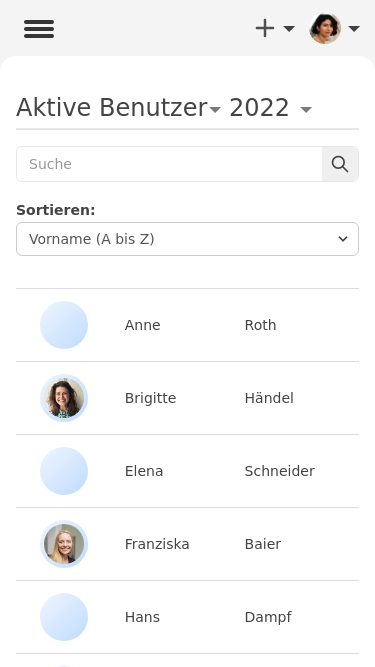 Aktive Benutzer 2022
Suche
Sortieren:
Vorname (A bis Z)
Anne Roth
Brigitte Händel
Elena Schneider
Franziska Baier
Hans Dampf